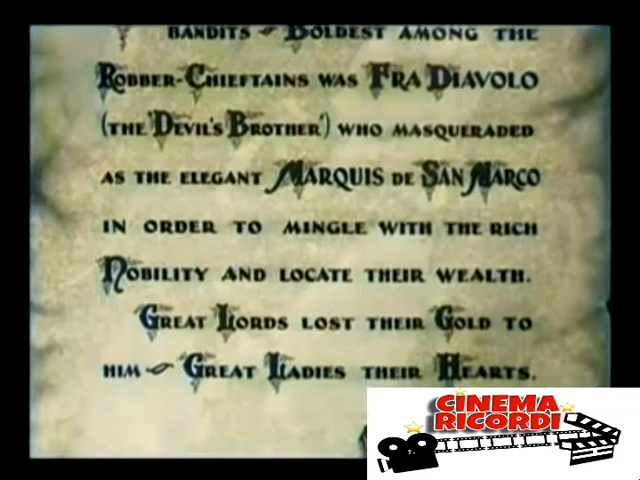 BANDITS - BOLDEST AMONG THE
ROBBER-CHIEFTAINS WAS FRA DIAVOLO
(THE 'DEVIL'S BROTHER') WHO MASQUERADED
AS THE ELEGANT MARQUIS DE SAN MARCO
IN ORDER TO MINGLE WITH THE RICH
NOBILITY AND LOCATE THEIR WEALTH.
GREAT LORDS LOST THEIR GOLD TO
HIM - GREAT LADIES THEIR HEARTS.
CINEMA
RICORDI